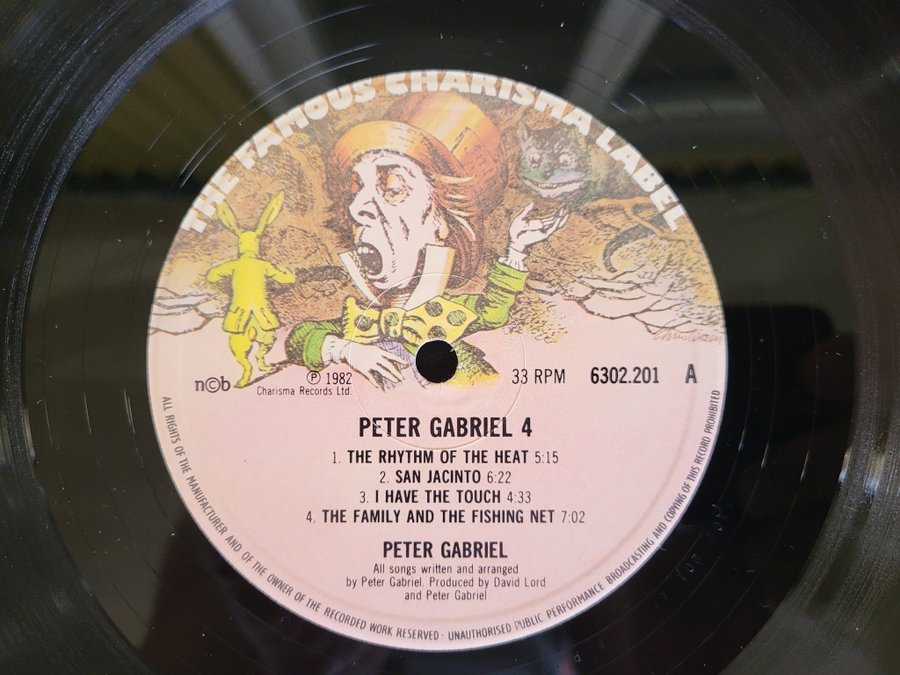 THE FAMOUS CHARISMA LABEL
n©b
℗ 1982
Charisma Records Ltd.
33 RPM 6302.201 A
PETER GABRIEL 4
1. THE RHYTHM OF THE HEAT 5:15
2. SAN JACINTO 6:22
3. I HAVE THE TOUCH 4:33
4. THE FAMILY AND THE FISHING NET 7:02
PETER GABRIEL
All songs written and arranged
by Peter Gabriel. Produced by David Lord
and Peter Gabriel
ALL RIGHTS OF THE MANUFACTURER AND OF THE OWNER OF THE RECORDED WORK RESERVED · UNAUTHORISED PUBLIC PERFORMANCE BROADCASTING AND COPYING OF THIS RECORD PROHIBITED